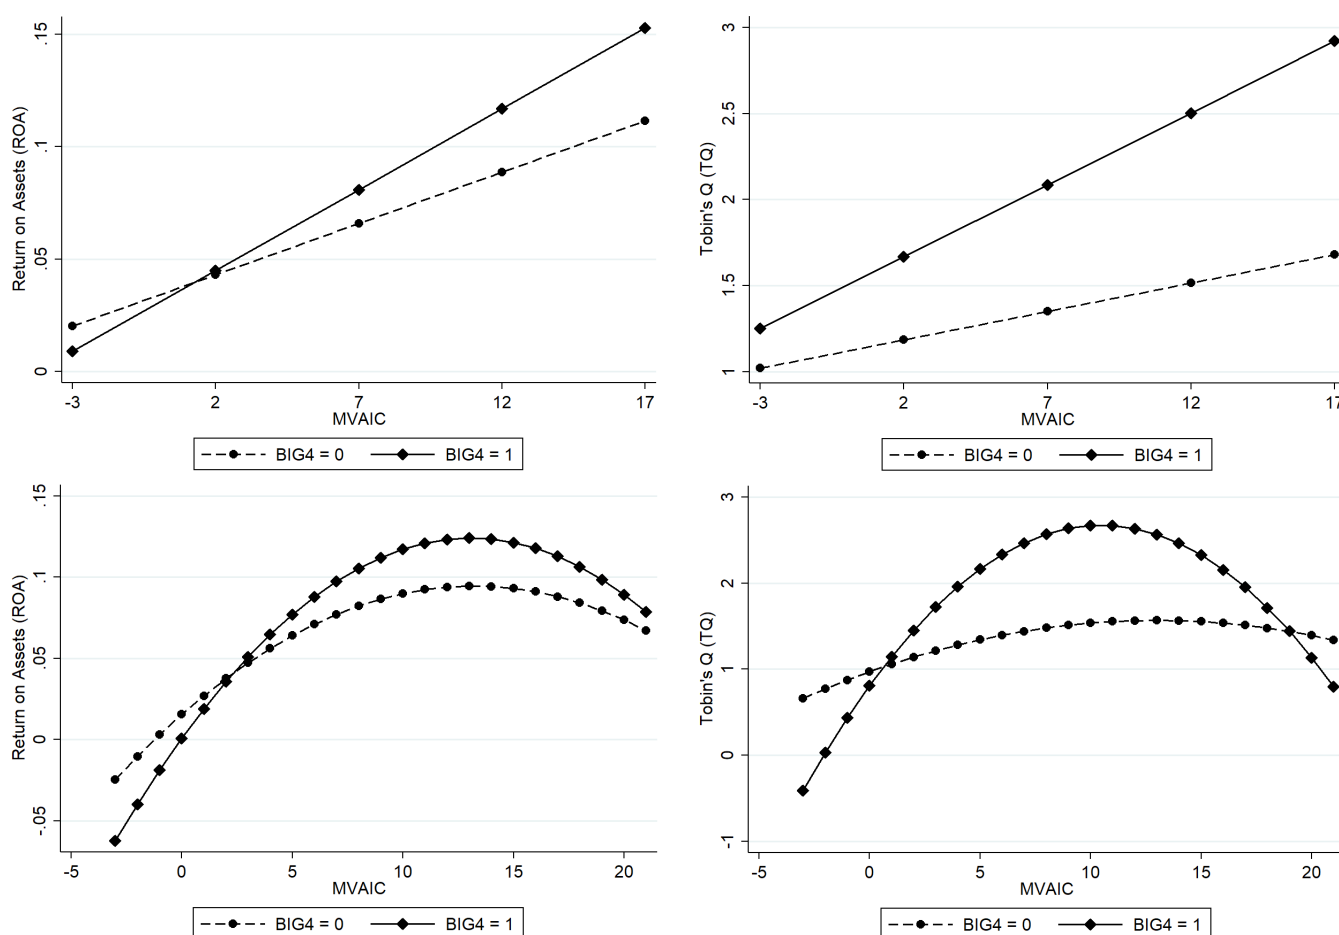 Return on Assets (ROA)
.15
.1
.05
0
-3 2 7 12 17
MVAIC
BIG4 = 0 BIG4 = 1
Tobin's Q (TQ)
3
2.5
2
1.5
1
-3 2 7 12 17
MVAIC
BIG4 = 0 BIG4 = 1
Return on Assets (ROA)
.15
.1
.05
0
-.05
-5 0 5 10 15 20
MVAIC
BIG4 = 0 BIG4 = 1
Tobin's Q (TQ)
3
2
1
0
-1
-5 0 5 10 15 20
MVAIC
BIG4 = 0 BIG4 = 1